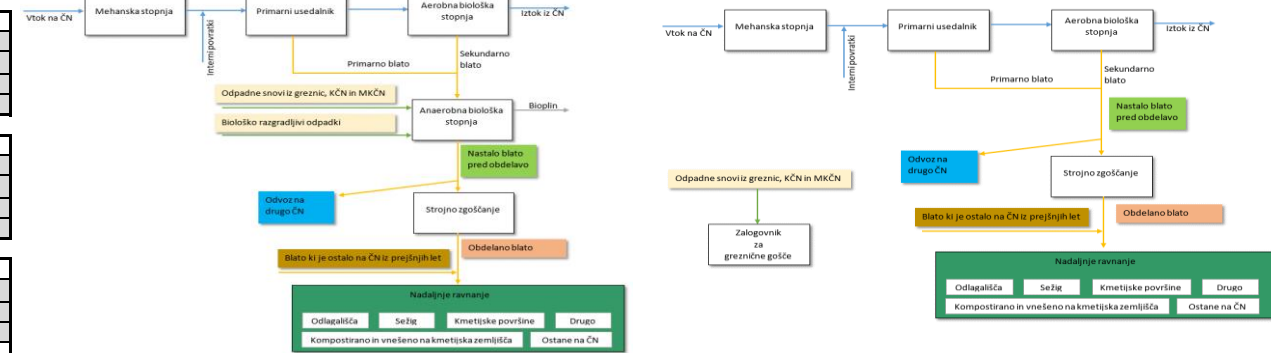 Vtok na ČN
Mehanska stopnja
Interni povratki
Primarni usedalnik
Aerobna biološka
stopnja
Iztok iz ČN
Primarno blato
Sekundarno
blato
Odpadne snovi iz greznic, KČN in MKČN
Biološko razgradljivi odpadki
Anaerobna biološka
stopnja
Bioplin
Nastalo blato
pred obdelavo
Odvoz na
drugo ČN
Strojno zgoščanje
Blato ki je ostalo na ČN iz prejšnjih let
Obdelano blato
Nadaljnje ravnanje
Odlagališča
Sežig
Kmetijske površine
Drugo
Kompostirano in vnešeno na kmetijska zemljišča
Ostane na ČN
Vtok na ČN
Mehanska stopnja
Interni povratki
Primarni usedalnik
Aerobna biološka
stopnja
Iztok iz ČN
Primarno blato
Sekundarno
blato
Nastalo blato
pred obdelavo
Odvoz na
drugo ČN
Strojno zgoščanje
Odpadne snovi iz greznic, KČN in MKČN
Zalogovnik
za
greznične gošče
Blato ki je ostalo na ČN iz prejšnjih let
Obdelano blato
Nadaljnje ravnanje
Odlagališča
Sežig
Kmetijske površine
Drugo
Kompostirano in vnešeno na kmetijska zemljišča
Ostane na ČN